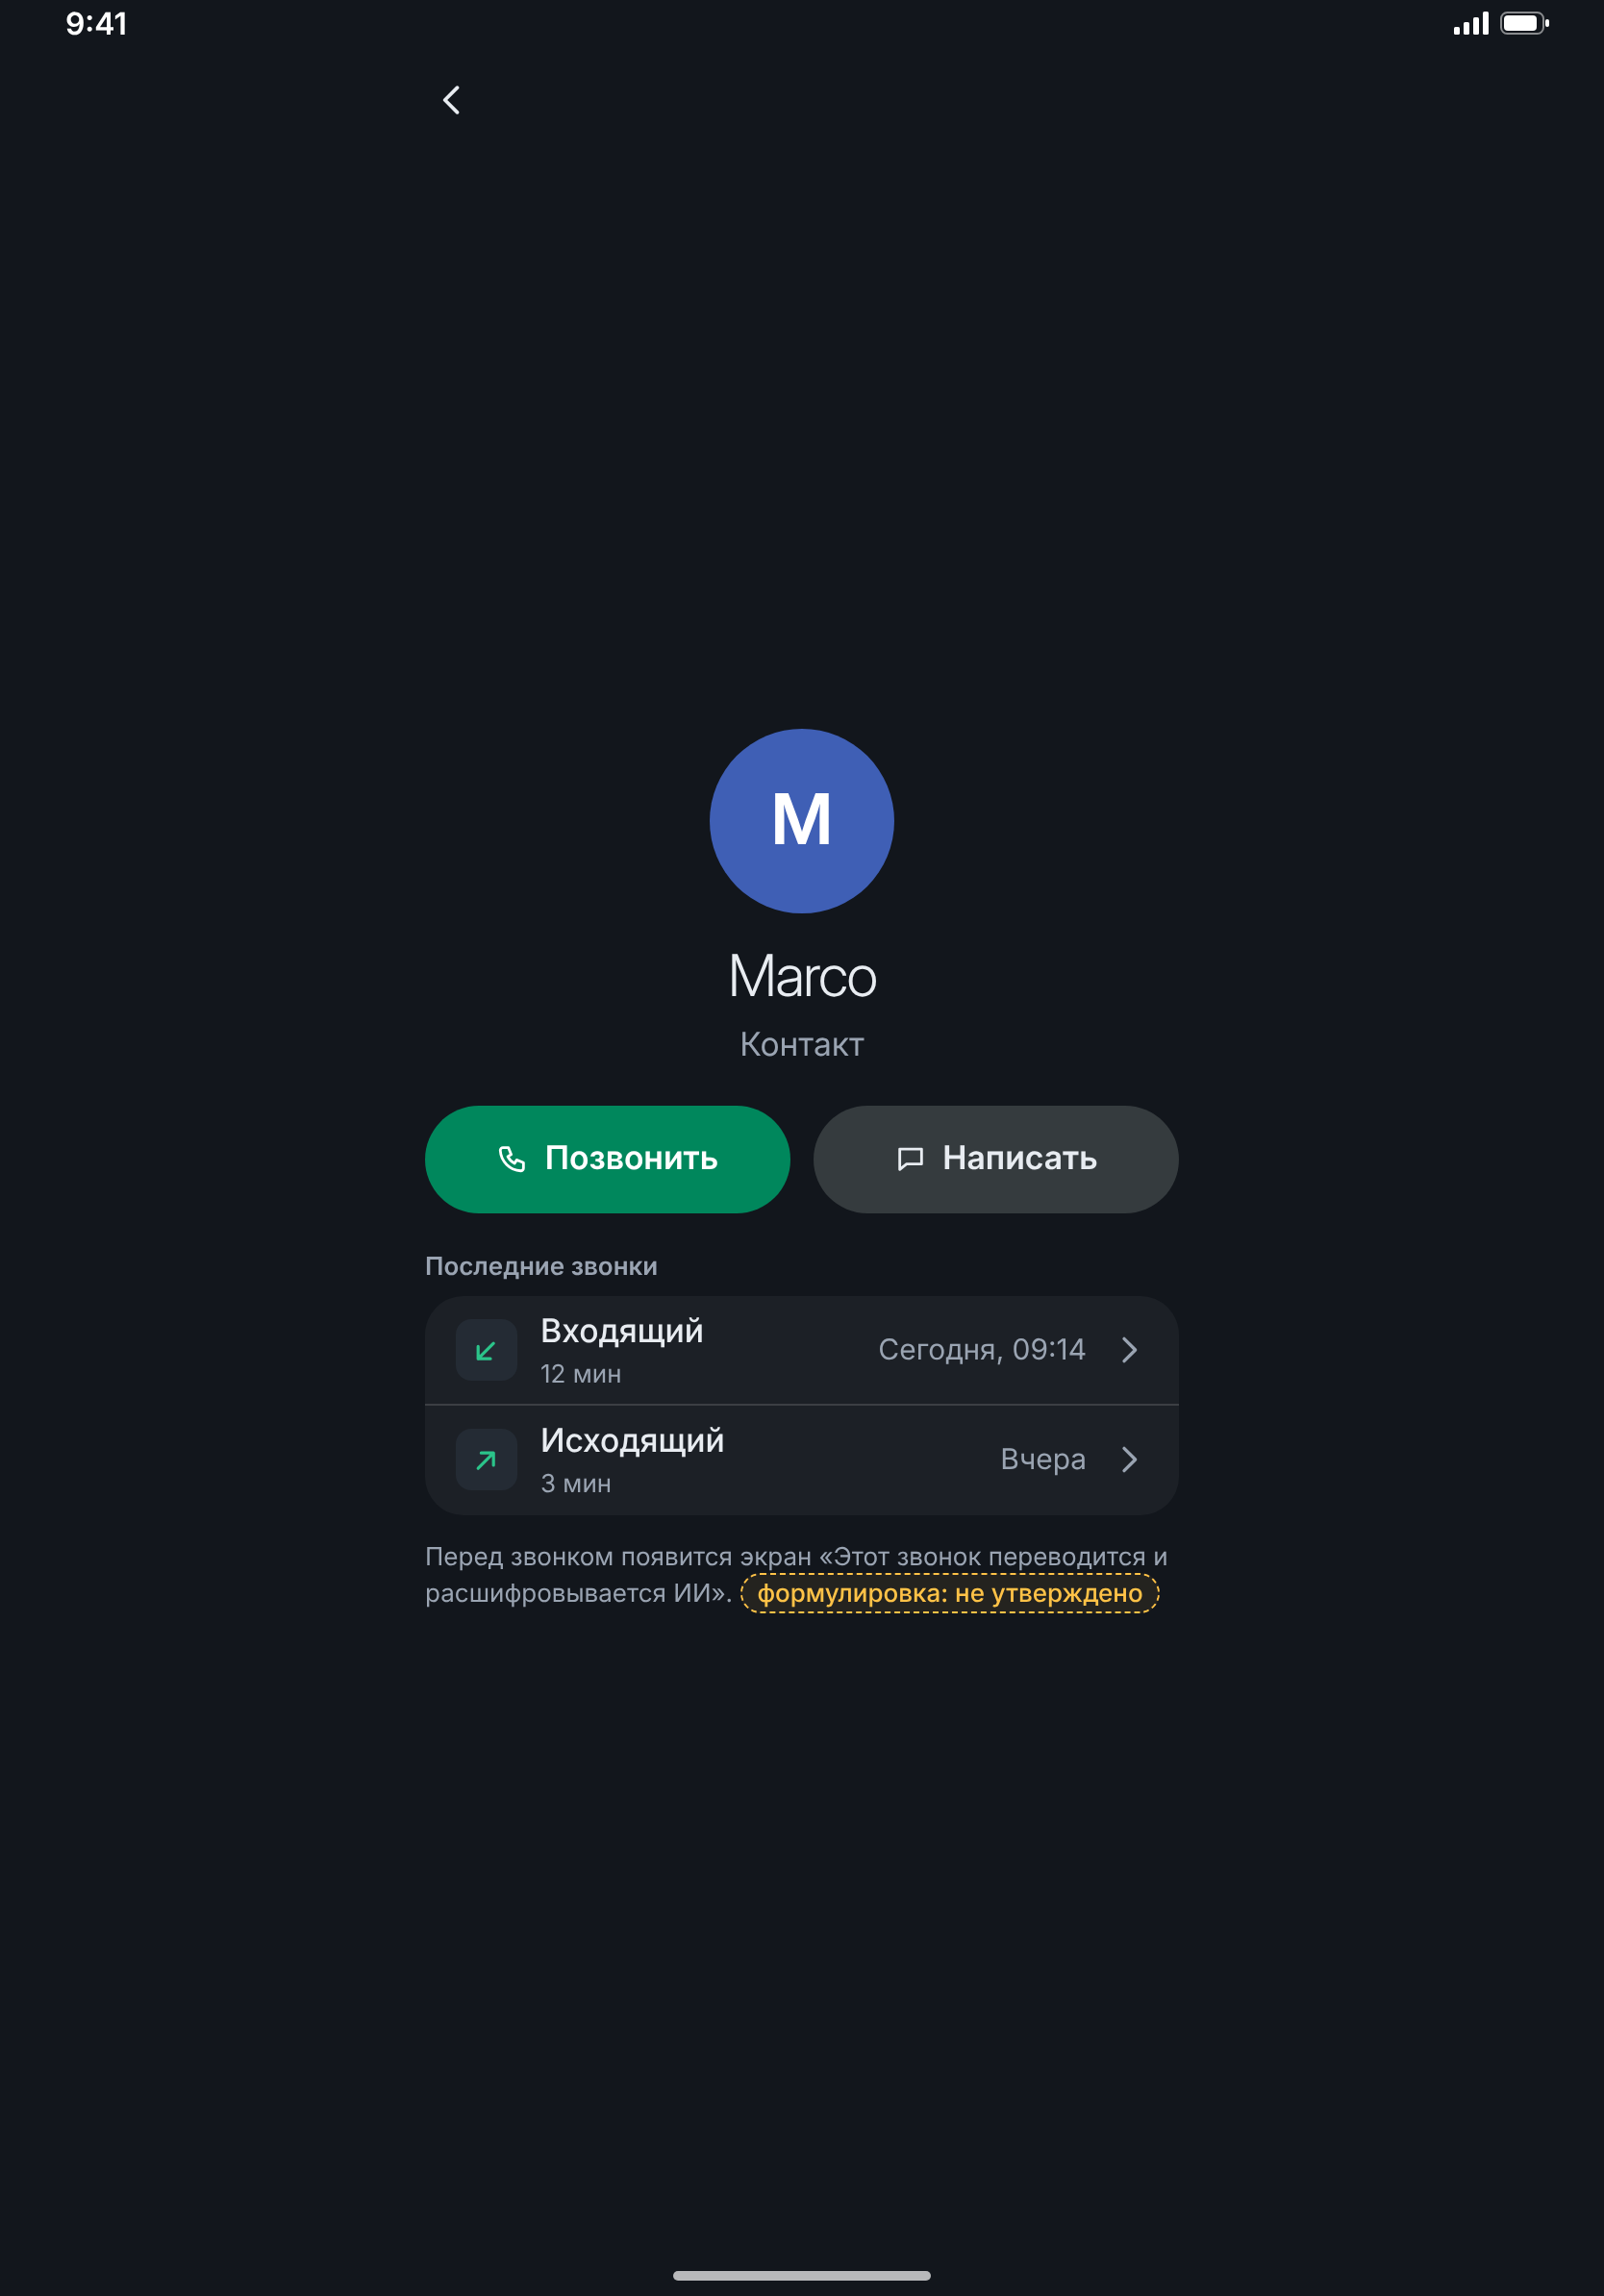 9:41
M
Marco
Контакт
Позвонить
Написать
Последние звонки
Входящий
12 мин
Сегодня, 09:14
Исходящий
3 мин
Вчера
Перед звонком появится экран «Этот звонок переводится и
расшифровывается ИИ». формулировка: не утверждено